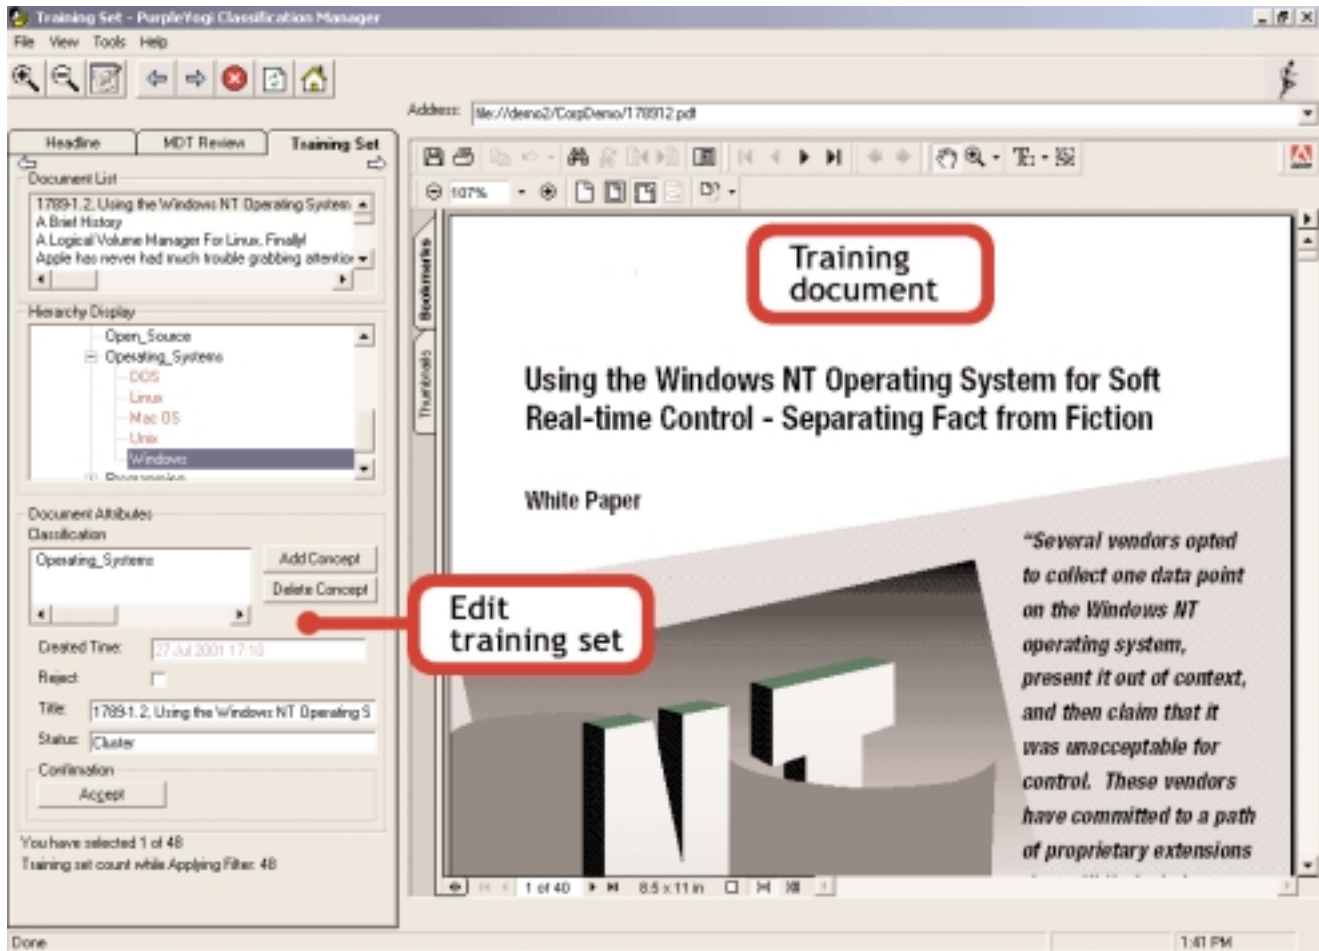 Training Set - PurpleYogi Classification Manager
File View Tools Help
Address: file://demo2/CorpDemo/178912.pdf
Headline MDT Review Training Set
Document List
1789-1.2, Using the Windows NT Operating System
A Brief History
A Logical Volume Manager For Linux, Finally!
Apple has never had much trouble grabbing attention
Hierarchy Display
Open_Source
Operating_Systems
DOS
Linux
Mac OS
Unix
Windows
Document Attributes
Classification
Operating_Systems
Add Concept
Delete Concept
Created Time: 27 Jul 2001 17:10
Reject
Title: 1789-1.2, Using the Windows NT Operating S
Status: Cluster
Confirmation
Accept
You have selected 1 of 48
Training set count while Applying Filter: 48
Edit
training set
107%
Bookmarks
Thumbnails
Training
document
Using the Windows NT Operating System for Soft
Real-time Control - Separating Fact from Fiction
White Paper
NT
"Several vendors opted
to collect one data point
on the Windows NT
operating system,
present it out of context,
and then claim that it
was unacceptable for
control. These vendors
have committed to a path
of proprietary extensions
1 of 40 8.5 x 11 in
Done 1:41 PM